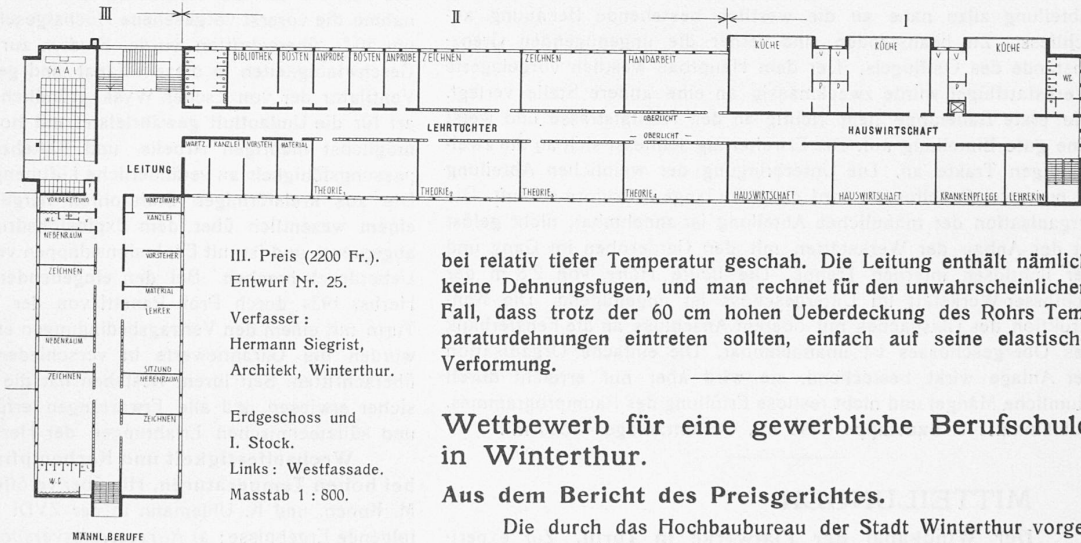 III
II
I
SAAL
BIBLIOTHEK BÜSTEN ANPROBE BÜSTEN ANPROBE ZEICHNEN ZEICHNEN HANDARBEIT
KÜCHE KÜCHE KÜCHE
WC.
OBERLICHT
LEHRTÖCHTER
HAUSWIRTSCHAFT
OBERLICHT
WARTZ. KANZLEI VORSTEH. MATERIAL
LEITUNG
THEORIE THEORIE THEORIE THEORIE HAUSWIRTSCHAFT HAUSWIRTSCHAFT KRANKENPFLEGE LEHRERIN
VORBEREITUNG
WARTZIMMER
W.C.
KANZLEI
NEBENRAUM
VORSTEHER
ZEICHNEN
MATERIAL
LEHRER
NEBENRAUM
SITZUNG
ZEICHNEN
NEBENRAUM
ZEICHNEN
W.C.
MÄNNL. BERUFE
III. Preis (2200 Fr.).
Entwurf Nr. 25.
Verfasser:
Hermann Siegrist,
Architekt, Winterthur.
Erdgeschoss und
I. Stock.
Links: Westfassade.
Masstab 1 : 800.
bei relativ tiefer Temperatur geschah. Die Leitung enthält nämlich
keine Dehnungsfugen, und man rechnet für den unwahrscheinlichen
Fall, dass trotz der 60 cm hohen Ueberdeckung des Rohrs Tem-
peraturdehnungen eintreten sollten, einfach auf seine elastische
Verformung.
Wettbewerb für eine gewerbliche Berufschule
in Winterthur.
Aus dem Bericht des Preisgerichtes.
Die durch das Hochbaubureau der Stadt Winterthur vorge-